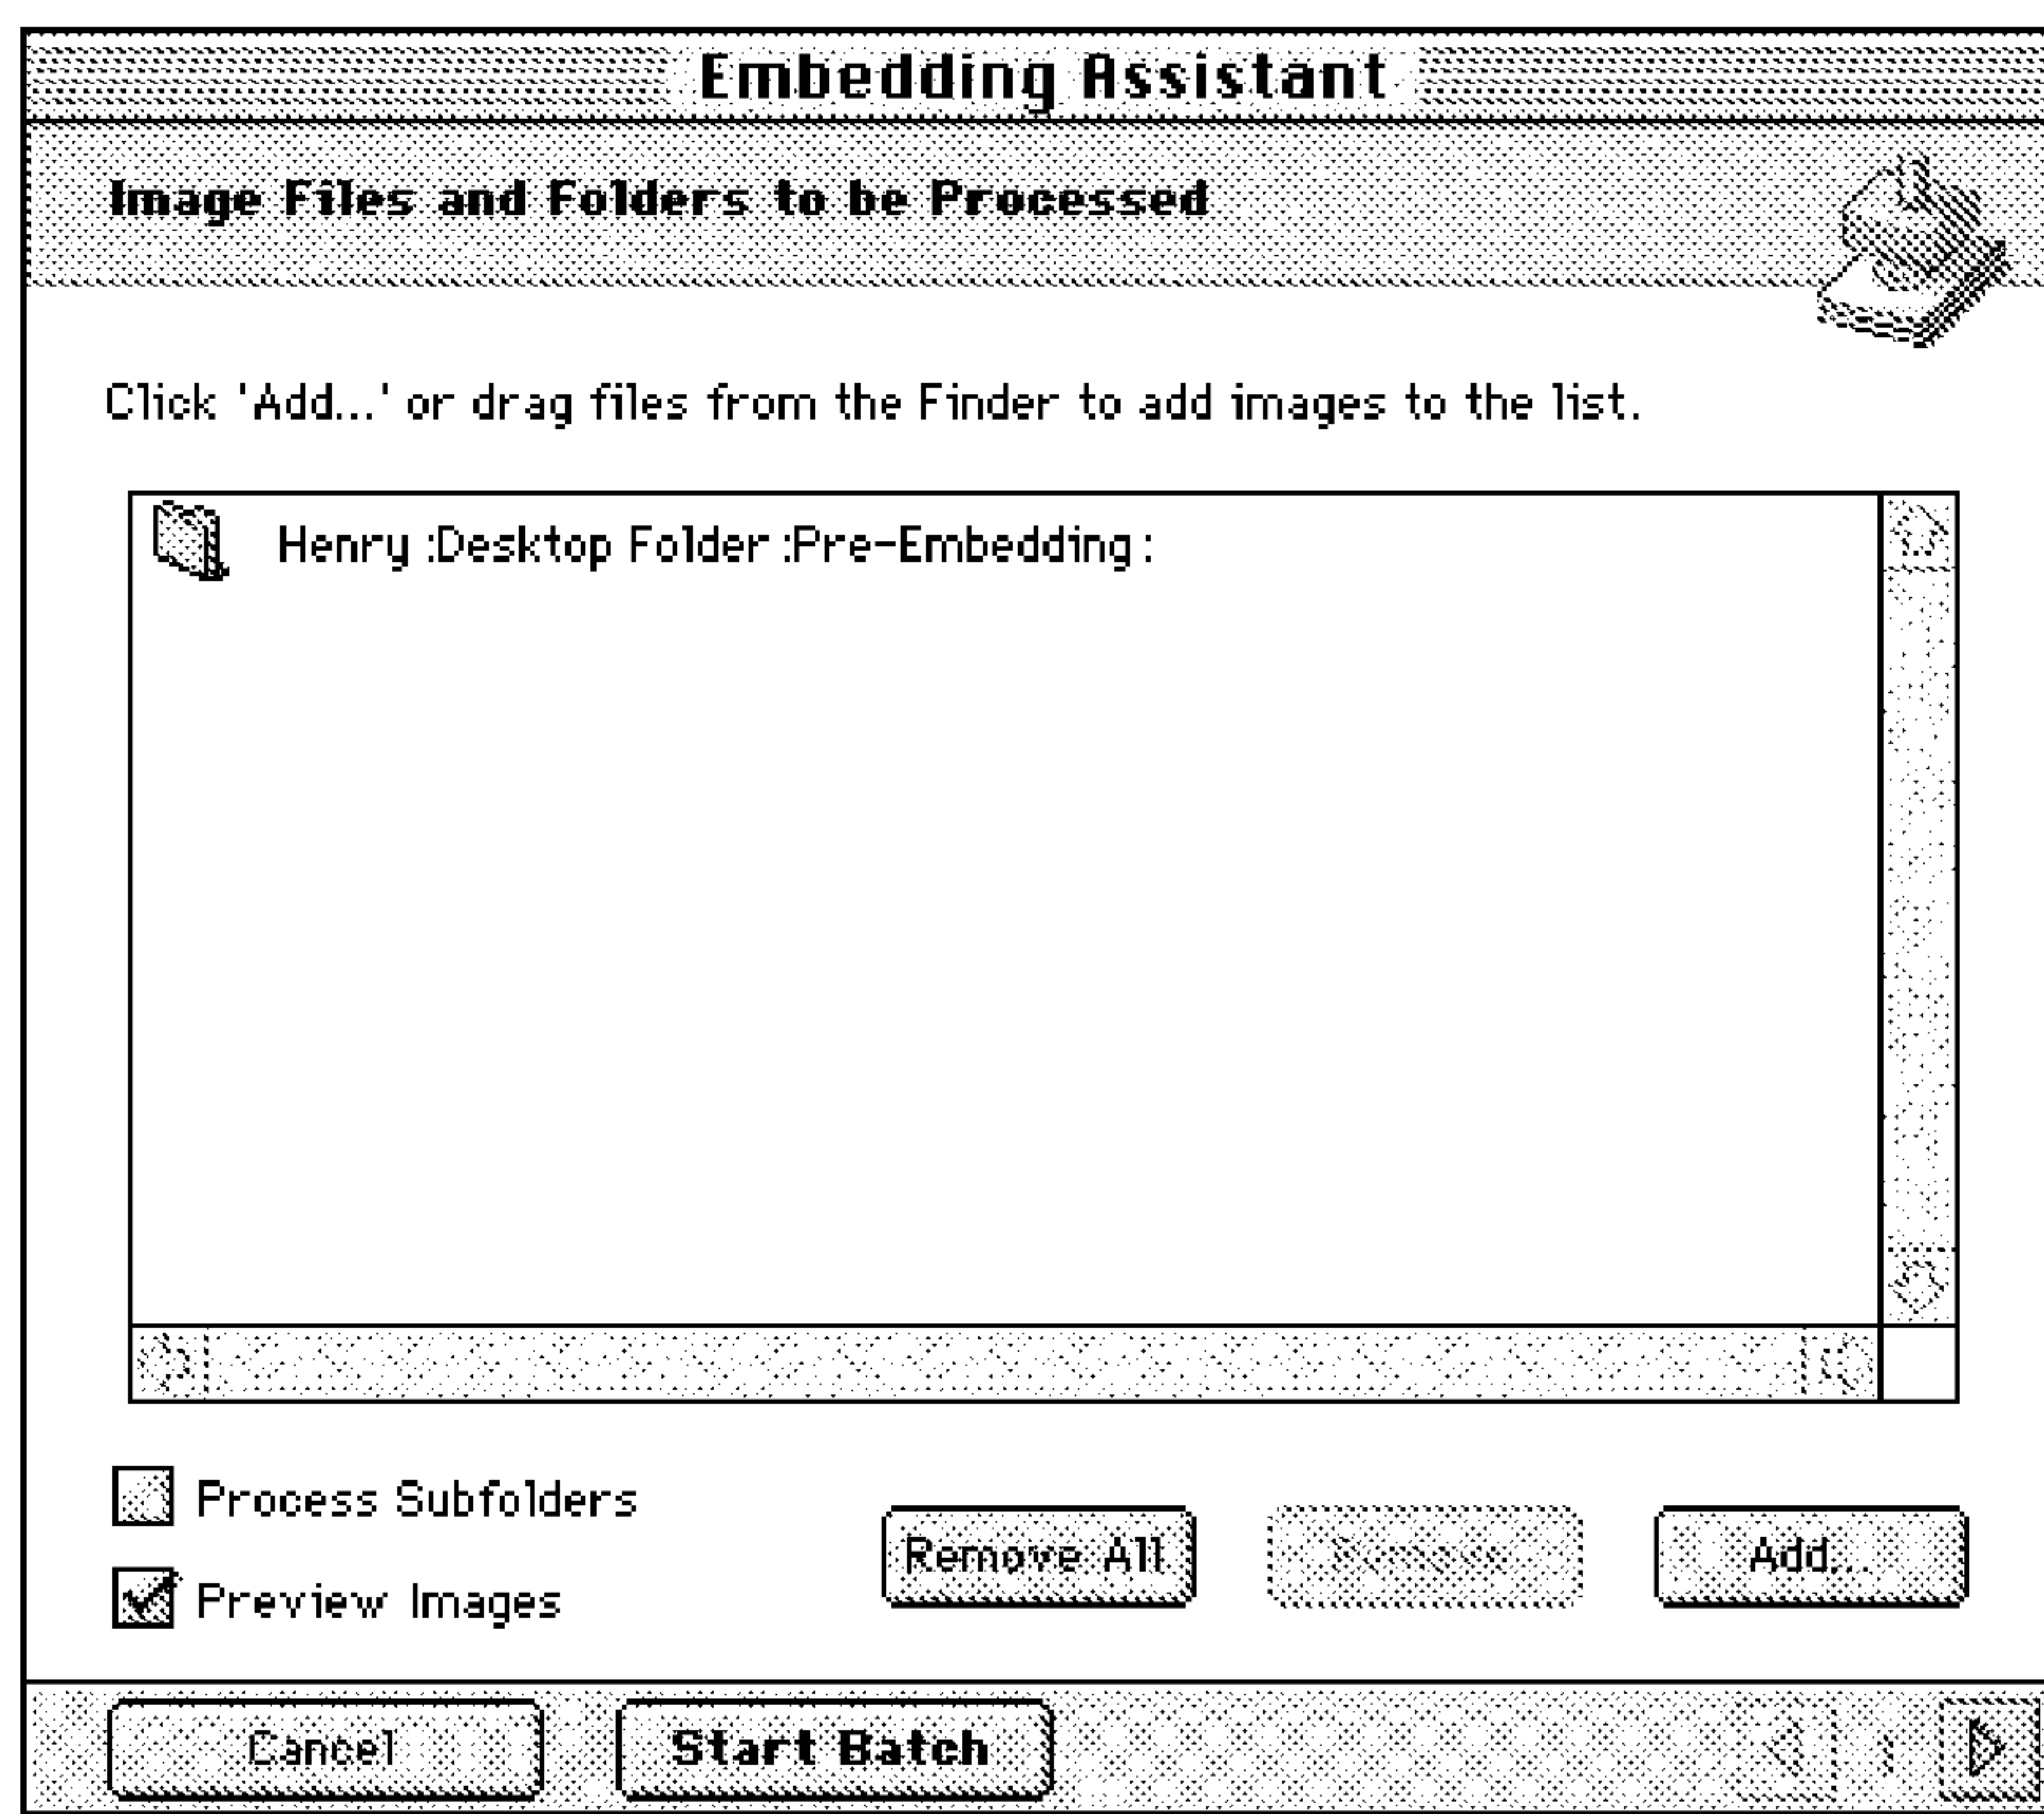 Embedding Assistant
Image Files and Folders to be Processed
Click 'Add...' or drag files from the Finder to add images to the list.
Henry :Desktop Folder :Pre-Embedding :
Process Subfolders
Preview Images
Remove All
Remove
Add...
Cancel
Start Batch